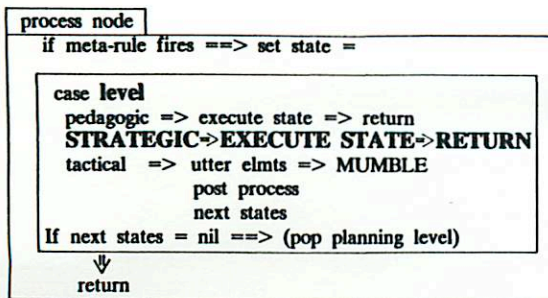 process node
if meta-rule fires ==> set state =
case level
pedagogic => execute state => return
STRATEGIC=>EXECUTE STATE=>RETURN
tactical => utter elmts => MUMBLE
post process
next states
If next states = nil ==> (pop planning level)
return